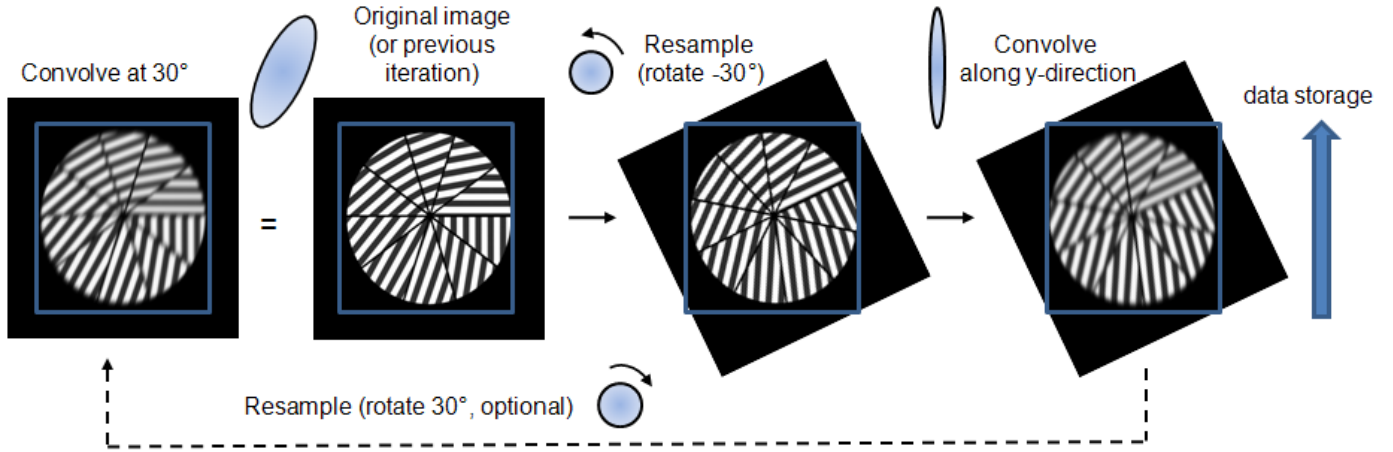 Convolve at 30°
Original image
(or previous
iteration)
Resample
(rotate -30°)
Convolve
along y-direction
data storage
=
Resample (rotate 30°, optional)